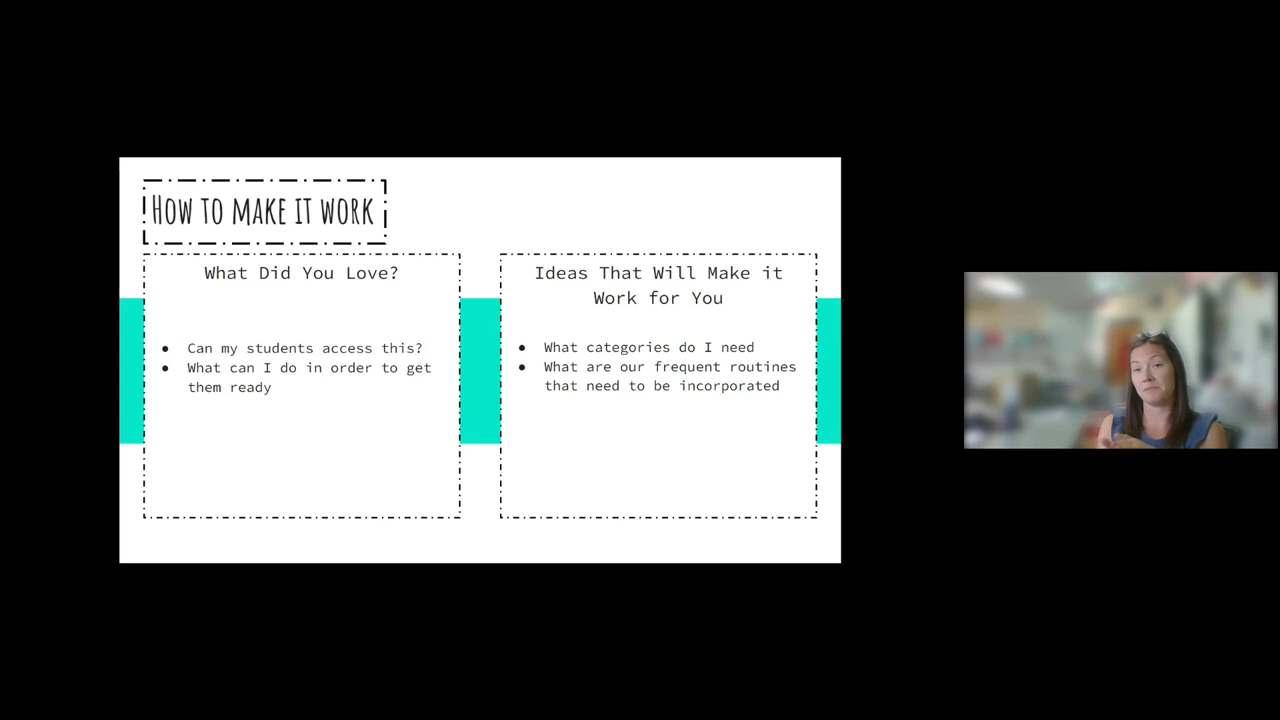 How to make it work
What Did You Love?
● Can my students access this?
● What can I do in order to get
them ready
Ideas That Will Make it
Work for You
● What categories do I need
● What are our frequent routines
that need to be incorporated